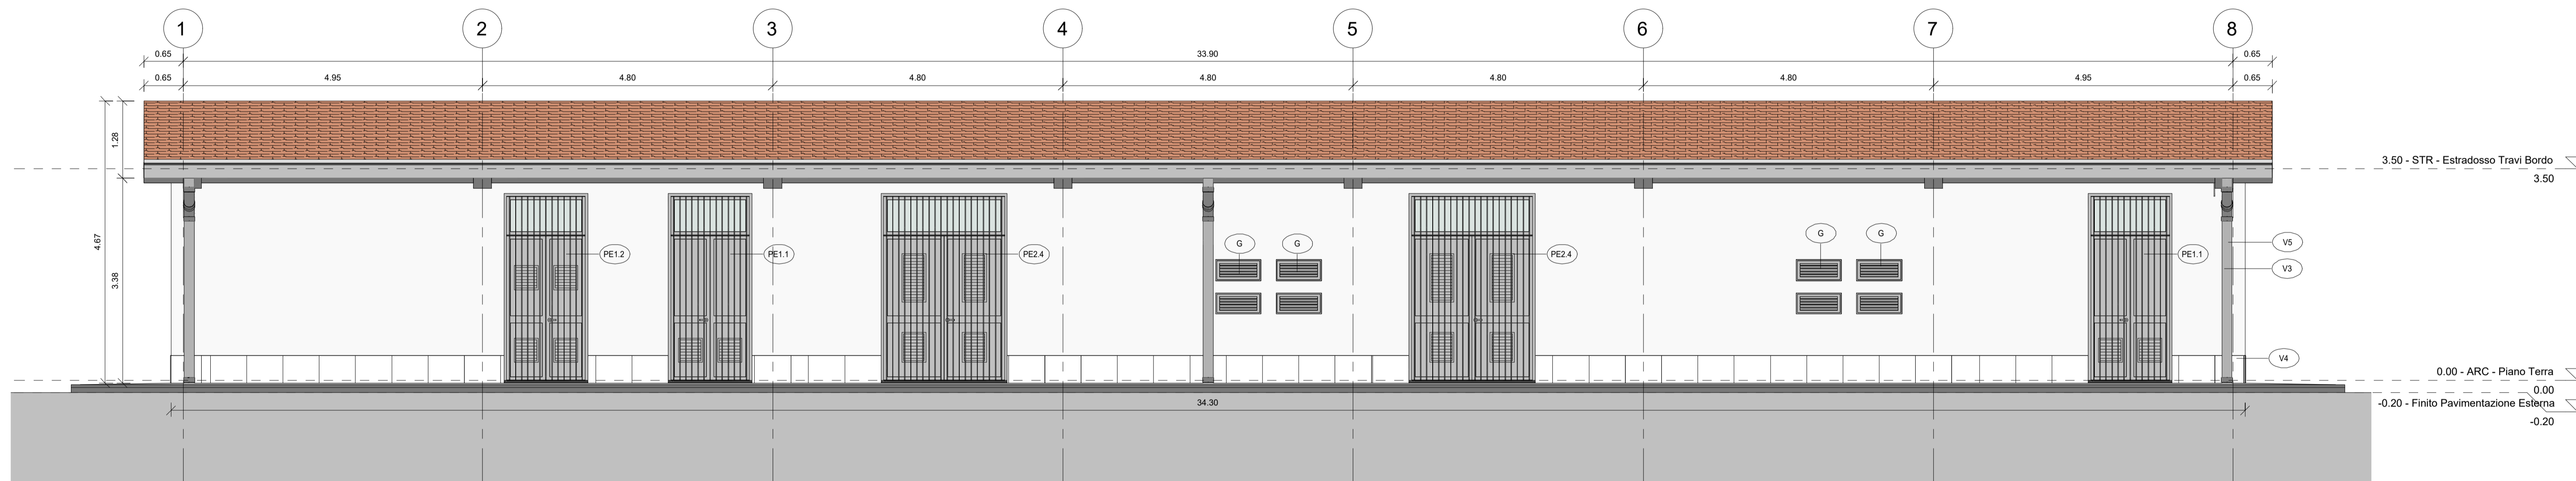 1 2 3 4 5 6 7 8
0.65 33.90 0.65
0.65 4.95 4.80 4.80 4.80 4.80 4.80 4.95 0.65
1.28
4.67
3.38
3.50 - STR - Estradosso Travi Bordo
3.50
G G
G G
V5
PE1.2 PE1.1 PE2.4 PE2.4 PE1.1
V3
V4
0.00 - ARC - Piano Terra
0.00
-0.20 - Finito Pavimentazione Esterna
-0.20
34.30